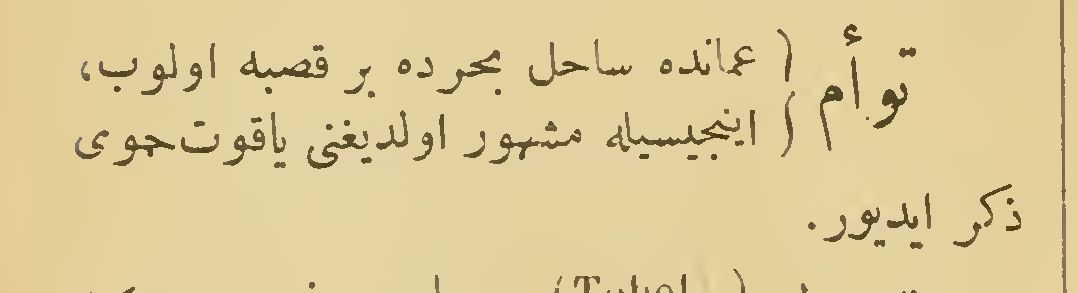 توأم ( عمانده ساحل بحرده بر قصبه اولوب،
( اینجیسیله مشهور اولدیغنی یاقوت حموی
ذکر ایدیور.